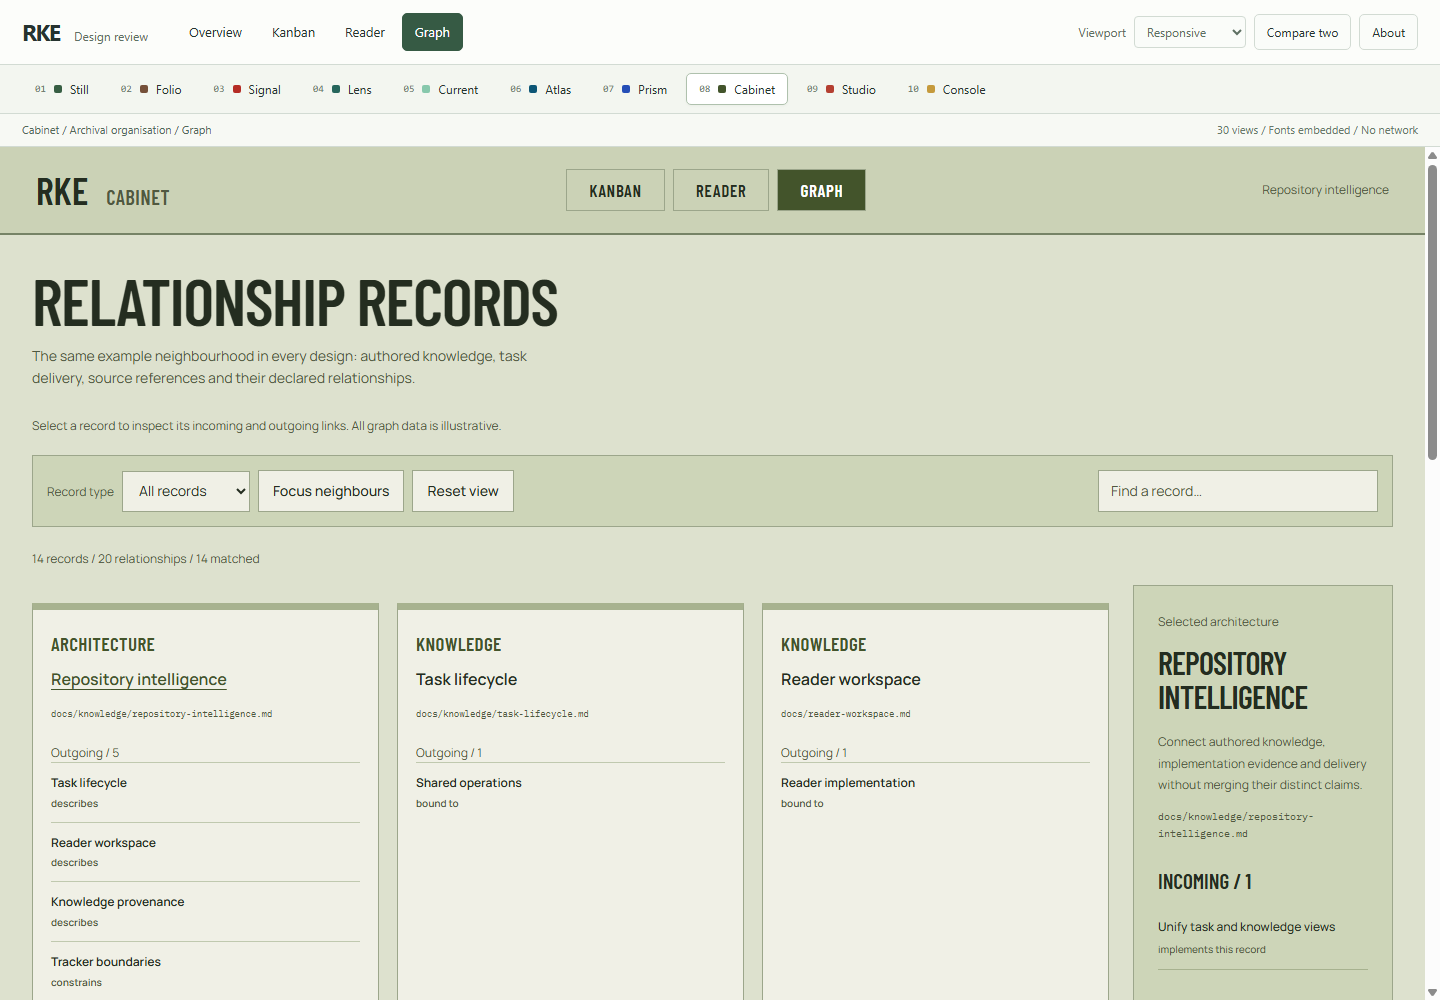 RKE Design review Overview Kanban Reader Graph Viewport Responsive Compare two About
01 Still 02 Folio 03 Signal 04 Lens 05 Current 06 Atlas 07 Prism 08 Cabinet 09 Studio 10 Console
Cabinet / Archival organisation / Graph 30 views / Fonts embedded / No network
RKE CABINET KANBAN READER GRAPH Repository intelligence
RELATIONSHIP RECORDS
The same example neighbourhood in every design: authored knowledge, task
delivery, source references and their declared relationships.
Select a record to inspect its incoming and outgoing links. All graph data is illustrative.
Record type All records Focus neighbours Reset view Find a record...
14 records / 20 relationships / 14 matched
ARCHITECTURE
Repository intelligence
docs/knowledge/repository-intelligence.md
Outgoing / 5
Task lifecycle
describes
Reader workspace
describes
Knowledge provenance
describes
Tracker boundaries
constrains
KNOWLEDGE
Task lifecycle
docs/knowledge/task-lifecycle.md
Outgoing / 1
Shared operations
bound to
KNOWLEDGE
Reader workspace
docs/reader-workspace.md
Outgoing / 1
Reader implementation
bound to
Selected architecture
REPOSITORY
INTELLIGENCE
Connect authored knowledge,
implementation evidence and delivery
without merging their distinct claims.
docs/knowledge/repository-
intelligence.md
INCOMING / 1
Unify task and knowledge views
implements this record